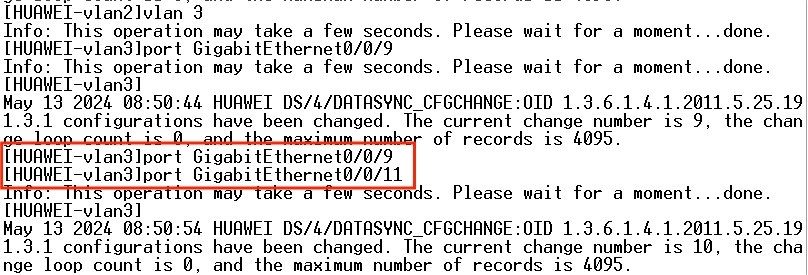 [HUAWEI-vlan2]vlan 3
Info: This operation may take a few seconds. Please wait for a moment...done.
[HUAWEI-vlan3]port GigabitEthernet0/0/9
Info: This operation may take a few seconds. Please wait for a moment...done.
[HUAWEI-vlan3]
May 13 2024 08:50:44 HUAWEI DS/4/DATASYNC_CFGCHANGE:OID 1.3.6.1.4.1.2011.5.25.19
1.3.1 configurations have been changed. The current change number is 9, the chan
ge loop count is 0, and the maximum number of records is 4095.
[HUAWEI-vlan3]port GigabitEthernet0/0/9
[HUAWEI-vlan3]port GigabitEthernet0/0/11
Info: This operation may take a few seconds. Please wait for a moment...done.
[HUAWEI-vlan3]
May 13 2024 08:50:54 HUAWEI DS/4/DATASYNC_CFGCHANGE:OID 1.3.6.1.4.1.2011.5.25.19
1.3.1 configurations have been changed. The current change number is 10, the cha
nge loop count is 0, and the maximum number of records is 4095.